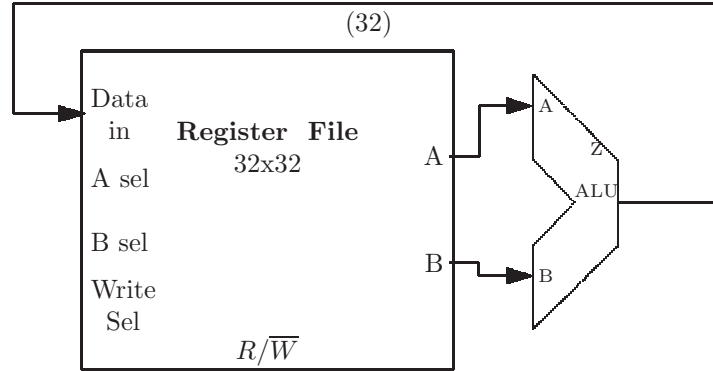 (32)
Data
in
Register File
32x32
A sel
B sel
Write
Sel
R/W̅
A
B
A
Z
ALU
B